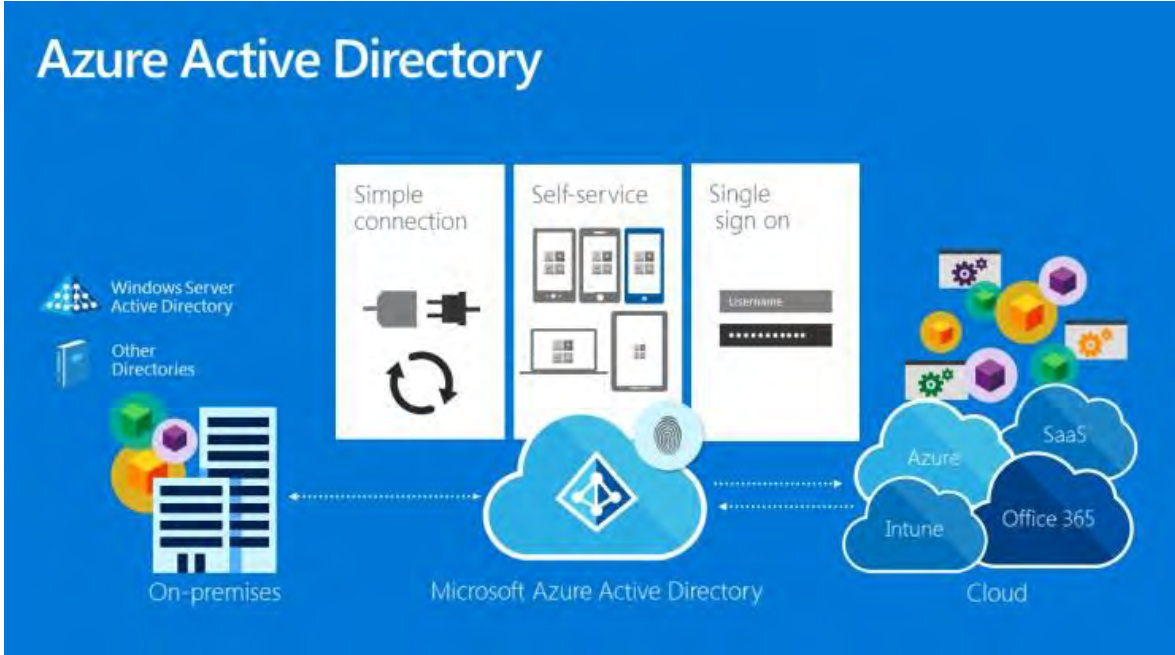 Azure Active Directory
Simple
connection
Self-service
Single
sign on
Username
Windows Server
Active Directory
Other
Directories
On-premises
Microsoft Azure Active Directory
Azure
SaaS
Intune
Office 365
Cloud